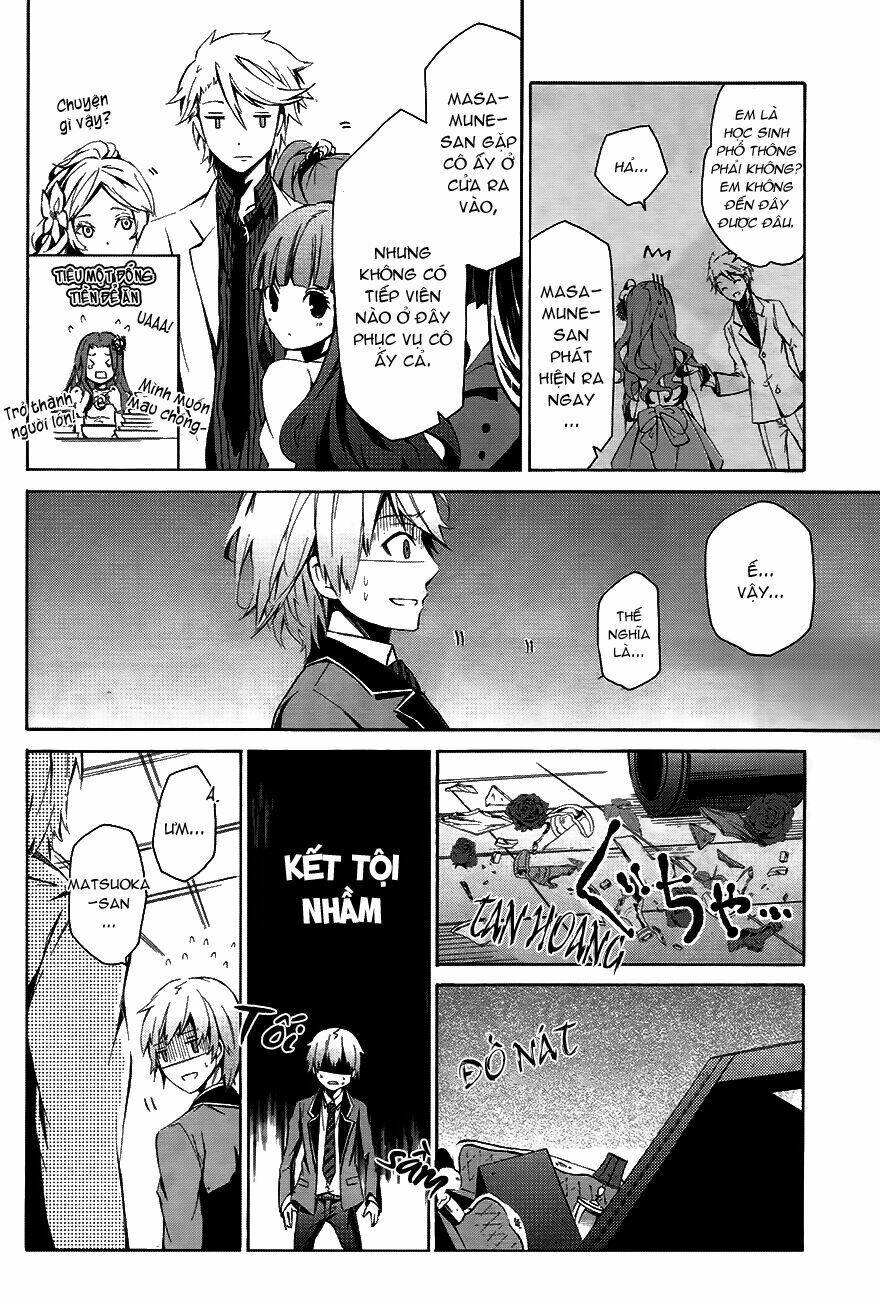 EM LÀ
HỌC SINH
PHỔ THÔNG
PHẢI KHÔNG?
EM KHÔNG
ĐẾN ĐÂY
ĐƯỢC ĐÂU.
HẢ...
MASA-
MUNE-
SAN
PHÁT
HIỆN RA
NGAY
...
MASA-
MUNE-
SAN GẶP
CÔ ẤY Ở
CỬA RA
VÀO,
NHƯNG
KHÔNG CÓ
TIẾP VIÊN
NÀO Ở ĐÂY
PHỤC VỤ CÔ
ẤY CẢ.
Chuyện
gì vậy?
TIÊU MỘT ĐỐNG
TIỀN ĐỂ ĂN
UAAA!
Mình muốn
mau chóng-
Trở thành
người lớn!
Ế...
VẬY...
THẾ
NGHĨA
LÀ...
ぐちゃ...
TAN HOANG
ĐỔ NÁT
SẦM
KẾT TỘI
NHẦM
TỐI
ƯM...
MATSUOKA
-SAN
...